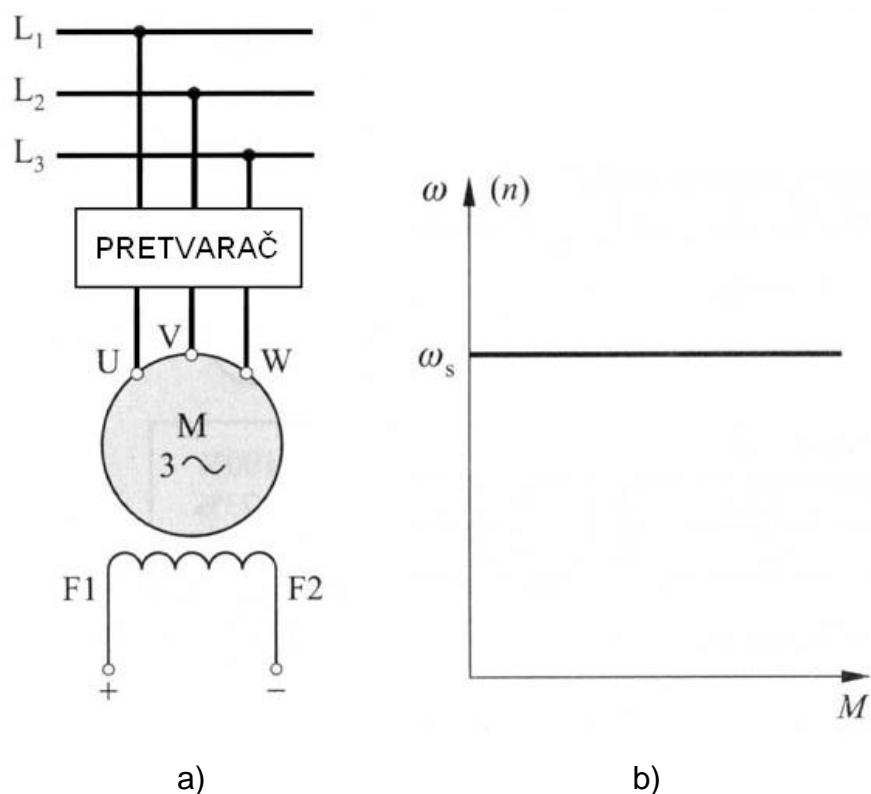 L₁
L₂
L₃
PRETVARAČ
U
V
W
M
3~
F1
F2
+
−
a)
ω (n)
ωₛ
M
b)